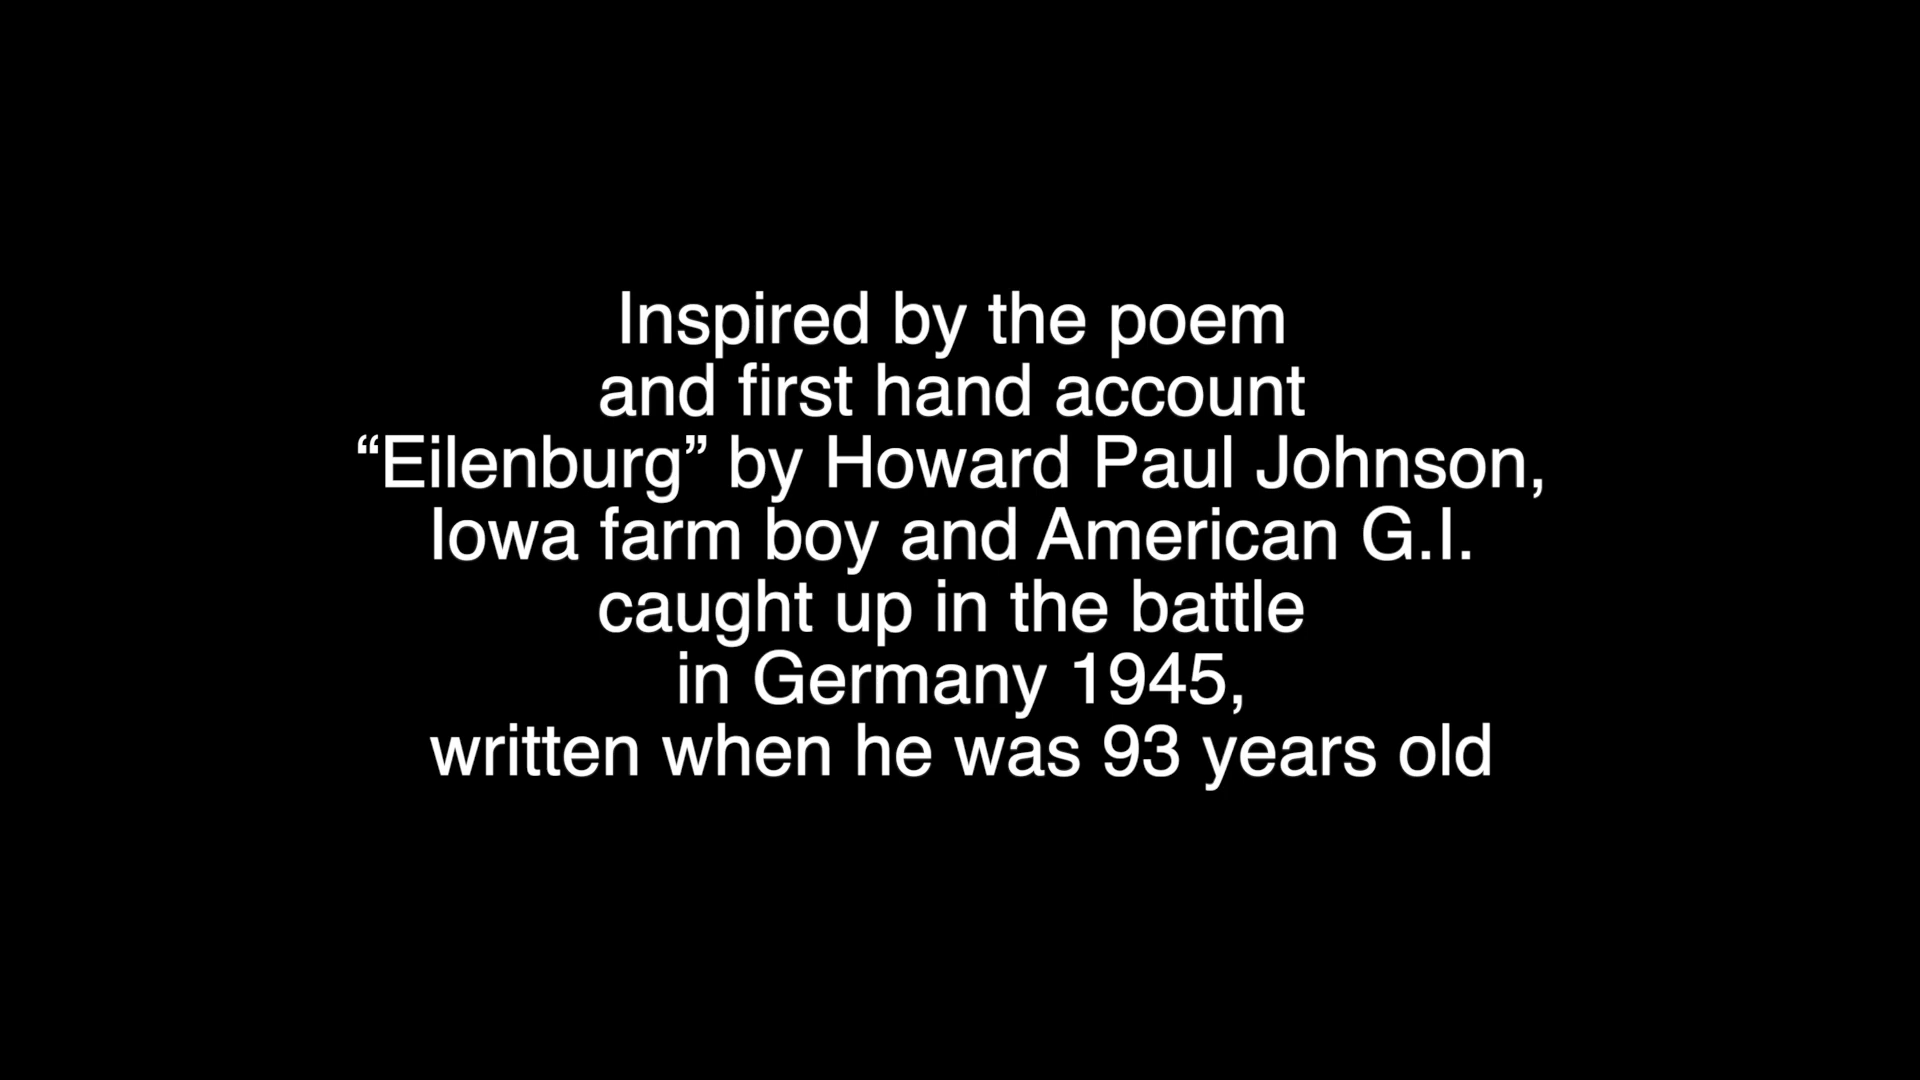 Inspired by the poem
and first hand account
“Eilenburg” by Howard Paul Johnson,
Iowa farm boy and American G.I.
caught up in the battle
in Germany 1945,
written when he was 93 years old